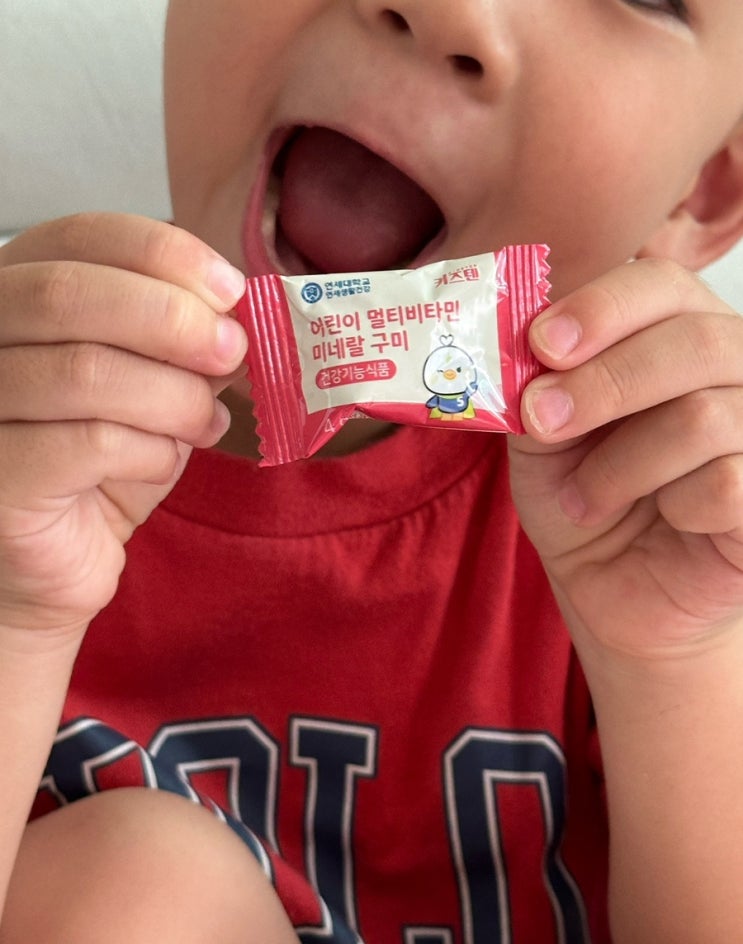 연세대학교
연세생활건강
키즈텐
어린이 멀티비타민
미네랄 구미
건강기능식품
4
S